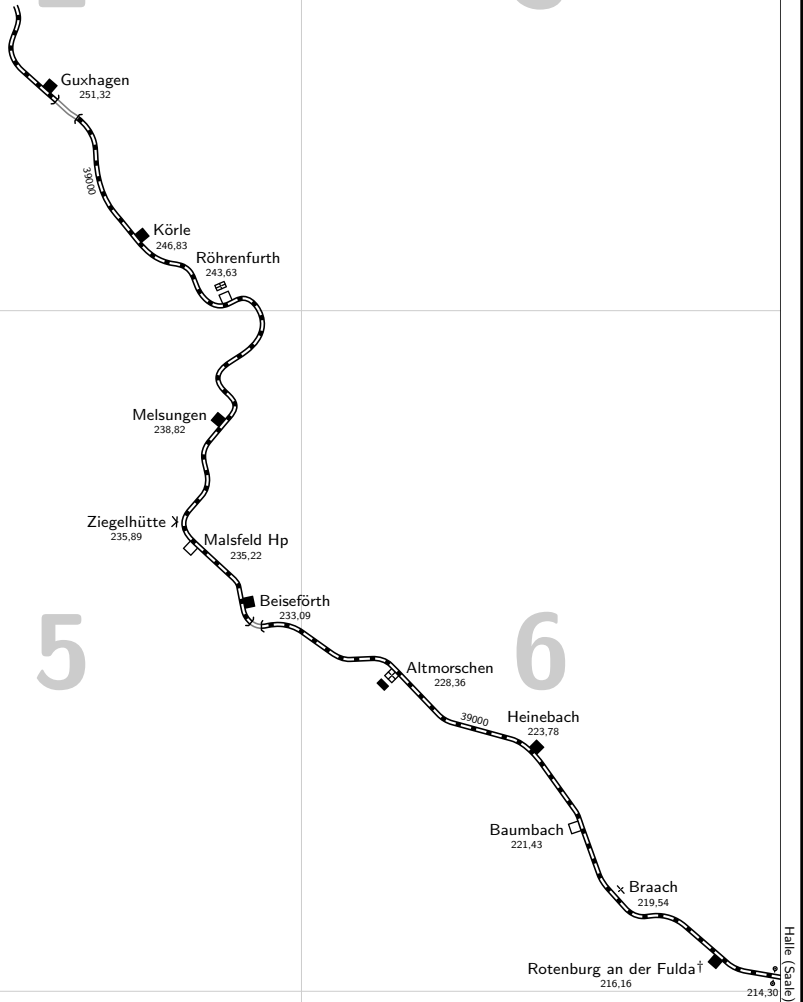 Guxhagen
251,32
39000
Körle
246,83
Röhrenfurth
243,63
Melsungen
238,82
Ziegelhütte
235,89
Malsfeld Hp
235,22
Beiseförth
233,09
5
6
Altmorschen
228,36
39000
Heinebach
223,78
Baumbach
221,43
Braach
219,54
Rotenburg an der Fulda†
216,16
Halle (Saale)
214,30